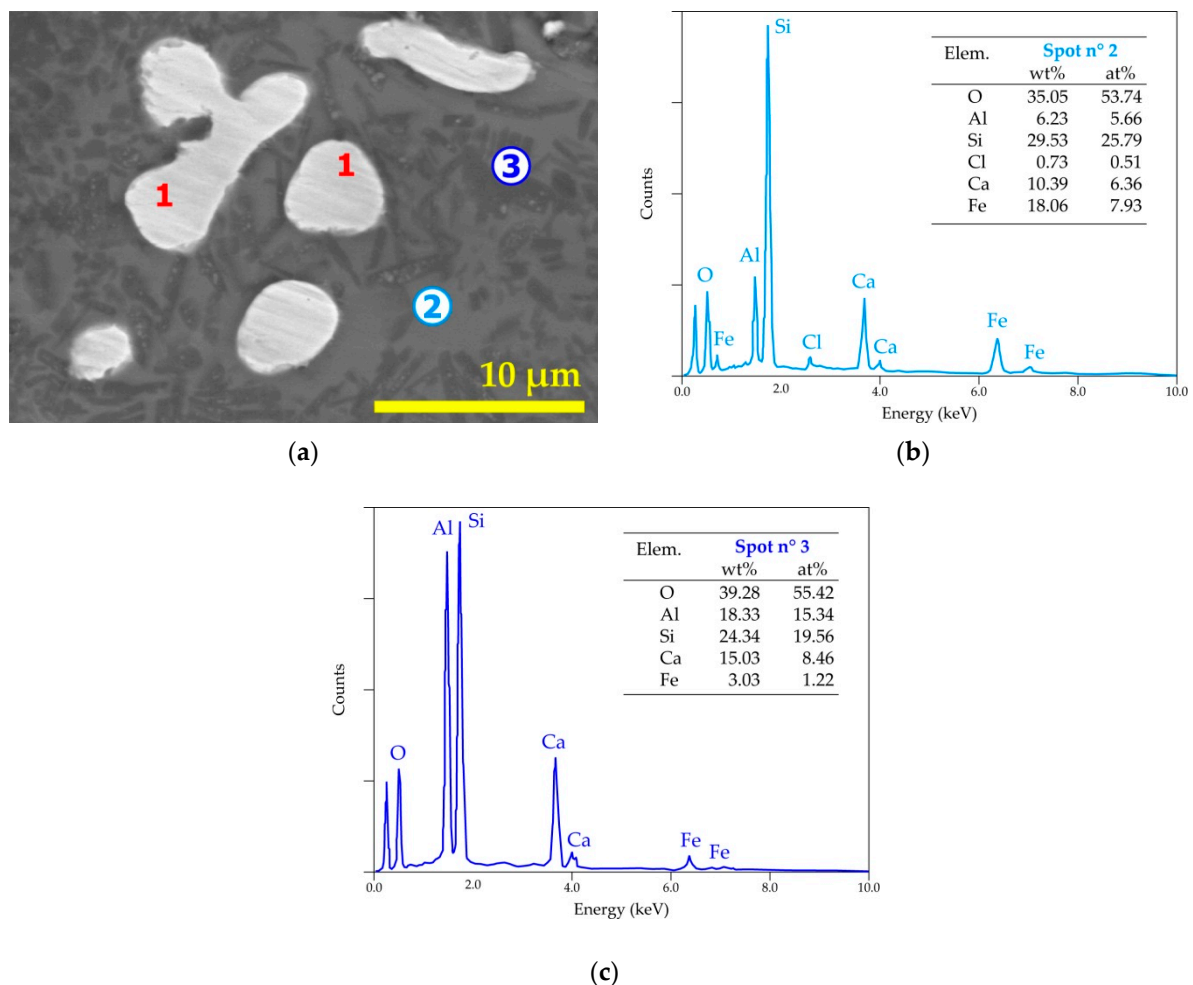 1
1
3
2
10 µm
(a)
Si
Elem. Spot n° 2
wt% at%
O 35.05 53.74
Al 6.23 5.66
Si 29.53 25.79
Cl 0.73 0.51
Ca 10.39 6.36
Fe 18.06 7.93
Counts
O
Fe
Al
Cl
Ca
Ca
Fe
Fe
0.0 2.0 4.0 6.0 8.0 10.0
Energy (keV)
(b)
Al Si
Elem. Spot n° 3
wt% at%
O 39.28 55.42
Al 18.33 15.34
Si 24.34 19.56
Ca 15.03 8.46
Fe 3.03 1.22
Counts
O
Ca
Ca
Fe
Fe
0.0 2.0 4.0 6.0 8.0 10.0
Energy (keV)
(c)